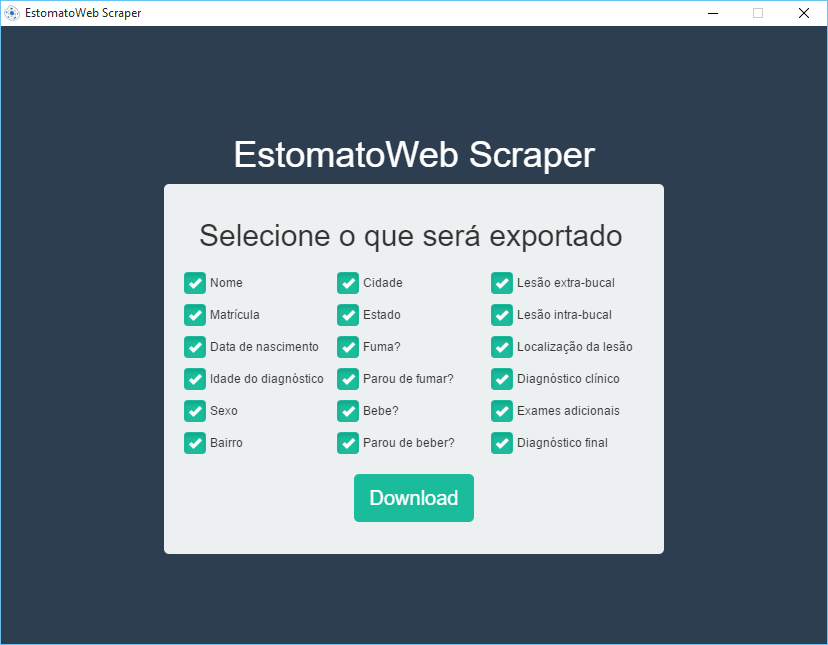 EstomatoWeb Scraper
EstomatoWeb Scraper
Selecione o que será exportado
Nome
Cidade
Lesão extra-bucal
Matrícula
Estado
Lesão intra-bucal
Data de nascimento
Fuma?
Localização da lesão
Idade do diagnóstico
Parou de fumar?
Diagnóstico clínico
Sexo
Bebe?
Exames adicionais
Bairro
Parou de beber?
Diagnóstico final
Download